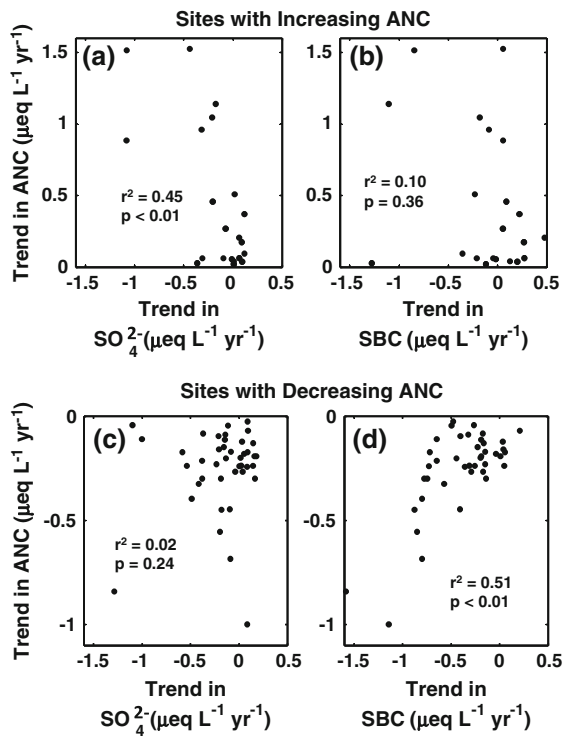 Sites with Increasing ANC
(a)
(b)
Trend in ANC (µeq L⁻¹ yr⁻¹)
1.5
1
0.5
0
r² = 0.45
p < 0.01
r² = 0.10
p = 0.36
-1.5 -1 -0.5 0 0.5
-1.5 -1 -0.5 0 0.5
Trend in
SO₄²⁻(µeq L⁻¹ yr⁻¹)
Trend in
SBC (µeq L⁻¹ yr⁻¹)
Sites with Decreasing ANC
(c)
(d)
Trend in ANC (µeq L⁻¹ yr⁻¹)
0
-0.5
-1
r² = 0.02
p = 0.24
r² = 0.51
p < 0.01
-1.5 -1 -0.5 0 0.5
-1.5 -1 -0.5 0 0.5
Trend in
SO₄²⁻(µeq L⁻¹ yr⁻¹)
Trend in
SBC (µeq L⁻¹ yr⁻¹)